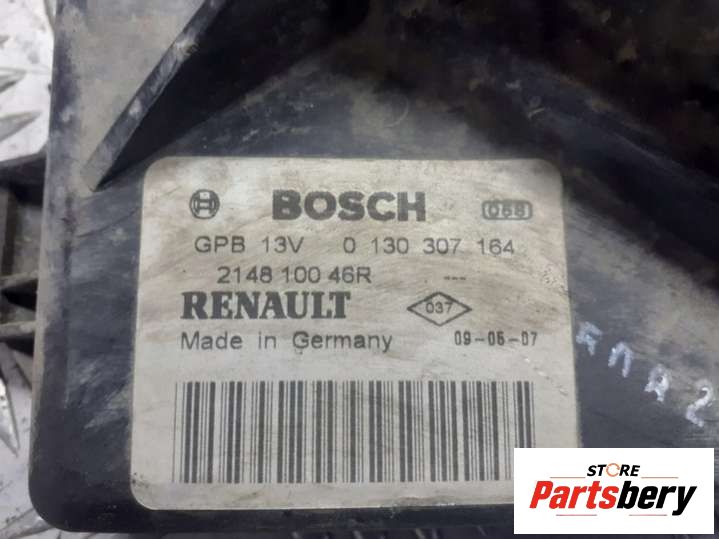 BOSCH 068
GPB 13V 0 130 307 164
2148 100 46R ---
RENAULT 037
Made in Germany 09-06-07
STORE
Partsbery